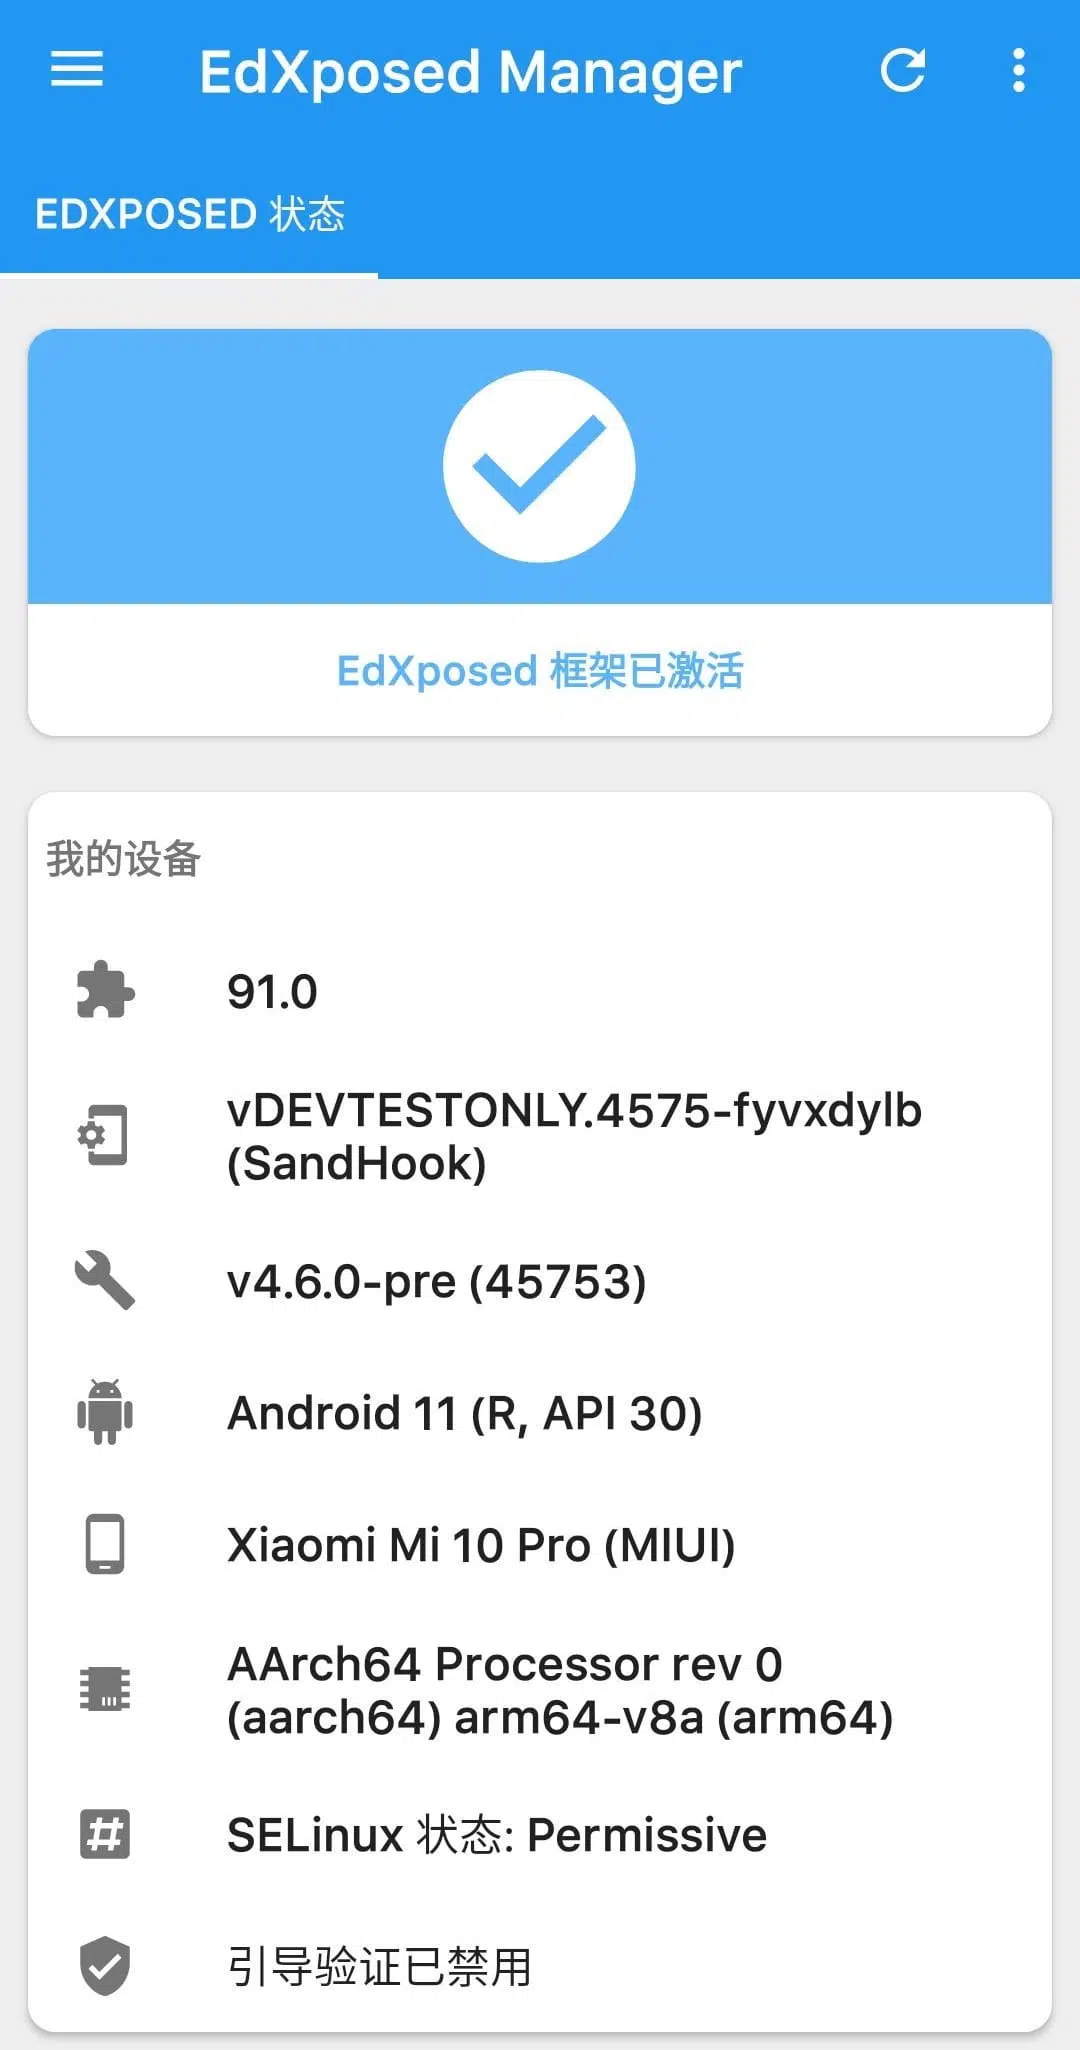 EdXposed Manager
EDXPOSED 状态
EdXposed 框架已激活
我的设备
91.0
vDEVTESTONLY.4575-fyvxdylb
(SandHook)
v4.6.0-pre (45753)
Android 11 (R, API 30)
Xiaomi Mi 10 Pro (MIUI)
AArch64 Processor rev 0
(aarch64) arm64-v8a (arm64)
SELinux 状态: Permissive
引导验证已禁用